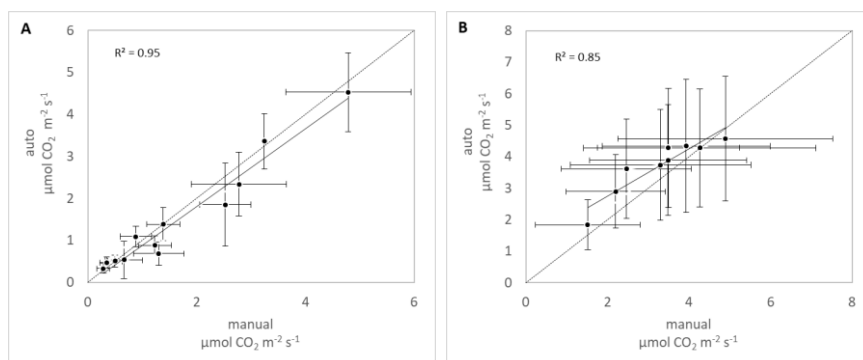 A
R² = 0.95
6
5
4
3
2
1
0
auto
µmol CO₂ m⁻² s⁻¹
0 2 4 6
manual
µmol CO₂ m⁻² s⁻¹
B
R² = 0.85
8
7
6
5
4
3
2
1
0
auto
µmol CO₂ m⁻² s⁻¹
0 2 4 6 8
manual
µmol CO₂ m⁻² s⁻¹